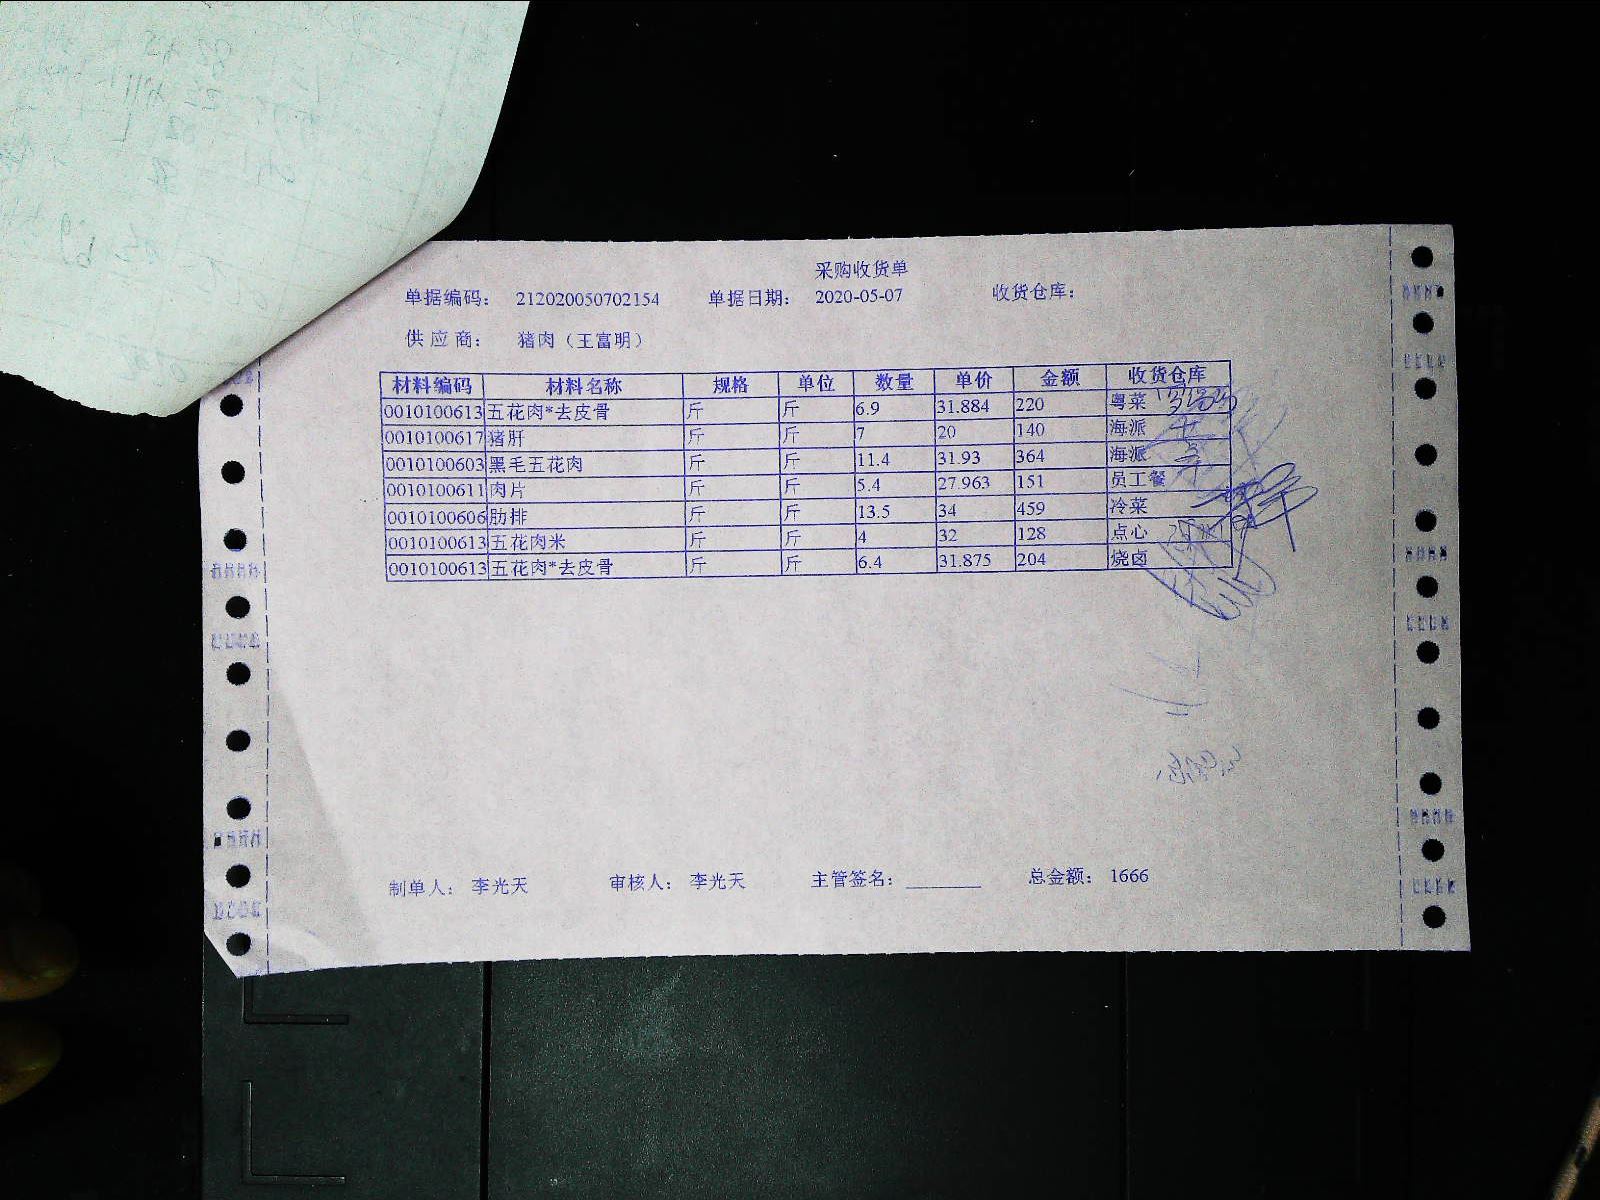 采购收货单
单据编码： 212020050702154 单据日期： 2020-05-07 收货仓库：
供应商： 猪肉（王富明）
材料编码 材料名称 规格 单位 数量 单价 金额 收货仓库
0010100613 五花肉*去皮骨 斤 斤 6.9 31.884 220 粤菜
0010100617 猪肝 斤 斤 7 20 140 海派
0010100603 黑毛五花肉 斤 斤 11.4 31.93 364 海派
0010100611 肉片 斤 斤 5.4 27.963 151 员工餐
0010100606 肋排 斤 斤 13.5 34 459 冷菜
0010100613 五花肉米 斤 斤 4 32 128 点心
0010100613 五花肉*去皮骨 斤 斤 6.4 31.875 204 烧卤
制单人： 李光天 审核人： 李光天 主管签名：________ 总金额： 1666